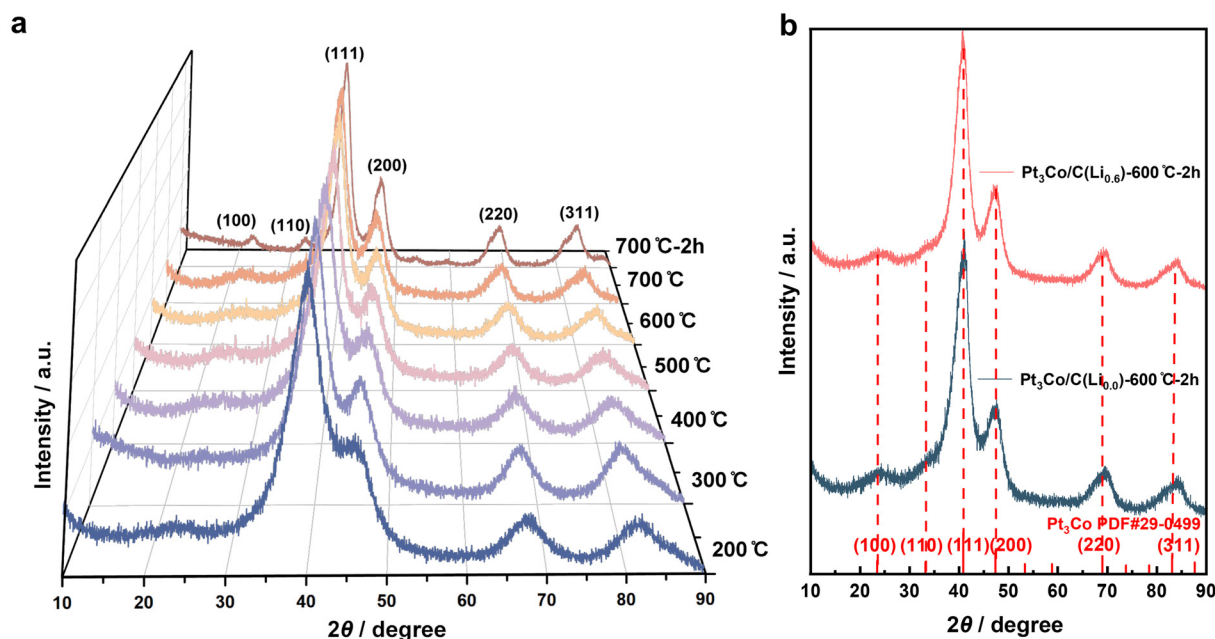 a
Intensity / a.u.
(100)
(110)
(111)
(200)
(220)
(311)
700 ℃-2h
700 ℃
600 ℃
500 ℃
400 ℃
300 ℃
200 ℃
10 20 30 40 50 60 70 80 90
2θ / degree
b
Intensity / a.u.
Pt₃Co/C(Li₀.₆)-600 ℃-2h
Pt₃Co/C(Li₀.₀)-600 ℃-2h
Pt₃Co PDF#29-0499
(100) (110) (111) (200) (220) (311)
10 20 30 40 50 60 70 80 90
2θ / degree